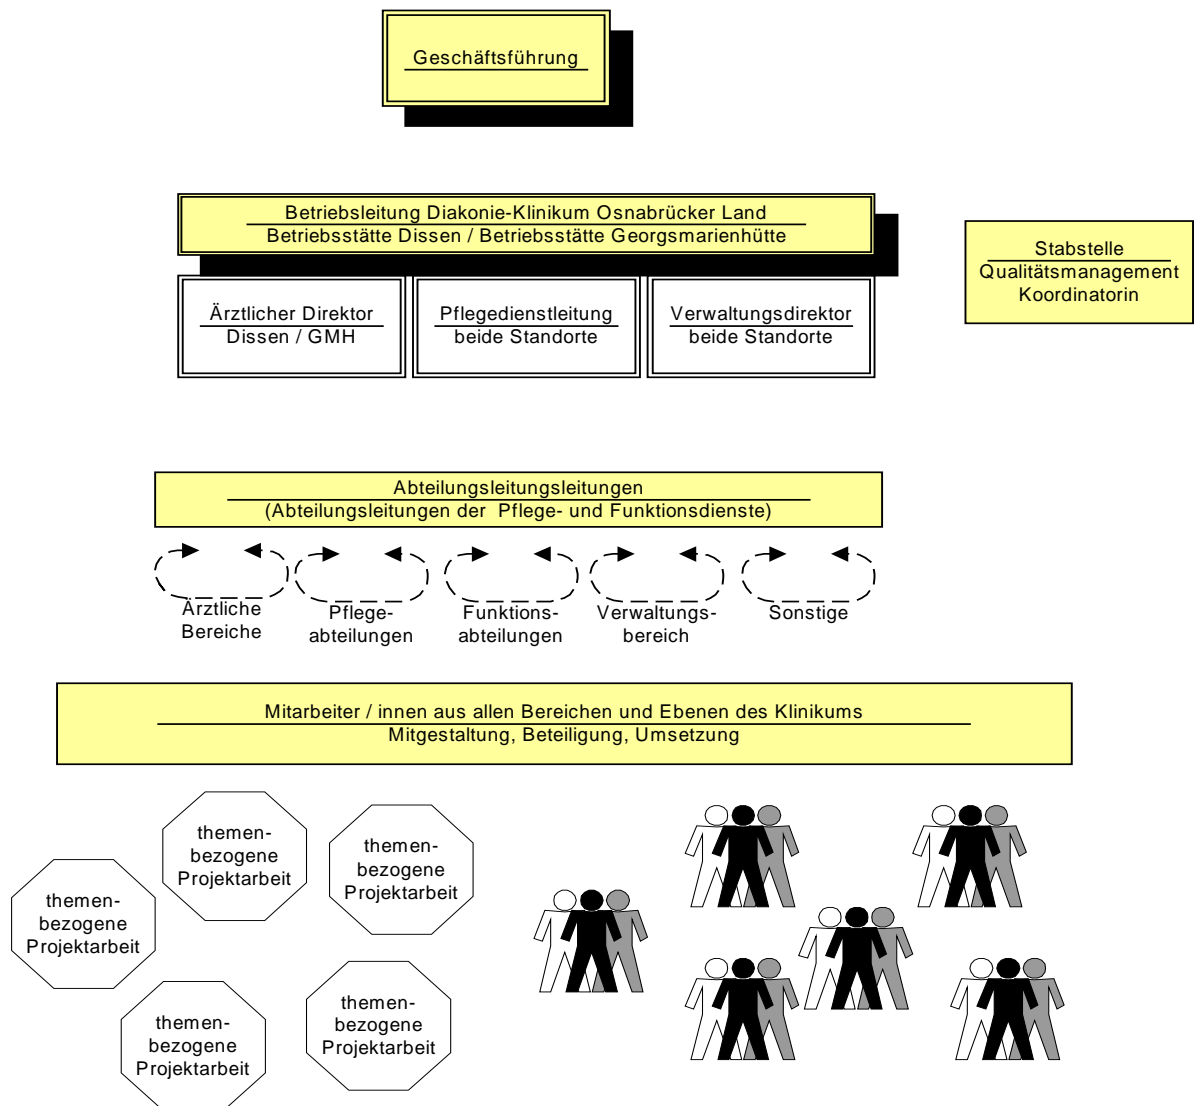 Geschäftsführung
Betriebsleitung Diakonie-Klinikum Osnabrücker Land
Betriebsstätte Dissen / Betriebsstätte Georgsmarienhütte
Stabstelle
Qualitätsmanagement
Koordinatorin
Ärztlicher Direktor
Dissen / GMH
Pflegedienstleitung
beide Standorte
Verwaltungsdirektor
beide Standorte
Abteilungsleitungsleitungen
(Abteilungsleitungen der Pflege- und Funktionsdienste)
Ärztliche
Bereiche
Pflege-
abteilungen
Funktions-
abteilungen
Verwaltungs-
bereich
Sonstige
Mitarbeiter / innen aus allen Bereichen und Ebenen des Klinikums
Mitgestaltung, Beteiligung, Umsetzung
themen-
bezogene
Projektarbeit
themen-
bezogene
Projektarbeit
themen-
bezogene
Projektarbeit
themen-
bezogene
Projektarbeit
themen-
bezogene
Projektarbeit